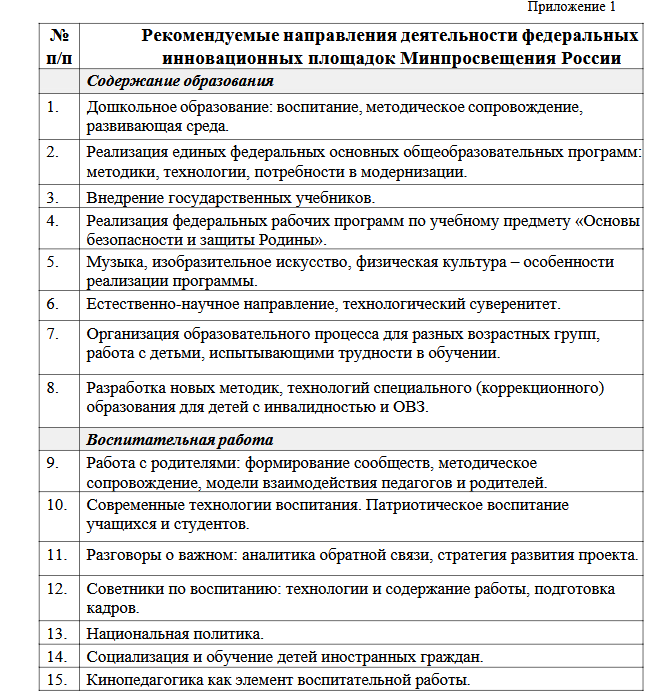 Приложение 1
№ Рекомендуемые направления деятельности федеральных
п/п инновационных площадок Минпросвещения России
Содержание образования
1. Дошкольное образование: воспитание, методическое сопровождение,
развивающая среда.
2. Реализация единых федеральных основных общеобразовательных программ:
методики, технологии, потребности в модернизации.
3. Внедрение государственных учебников.
4. Реализация федеральных рабочих программ по учебному предмету «Основы
безопасности и защиты Родины».
5. Музыка, изобразительное искусство, физическая культура – особенности
реализации программы.
6. Естественно-научное направление, технологический суверенитет.
7. Организация образовательного процесса для разных возрастных групп,
работа с детьми, испытывающими трудности в обучении.
8. Разработка новых методик, технологий специального (коррекционного)
образования для детей с инвалидностью и ОВЗ.
Воспитательная работа
9. Работа с родителями: формирование сообществ, методическое
сопровождение, модели взаимодействия педагогов и родителей.
10. Современные технологии воспитания. Патриотическое воспитание
учащихся и студентов.
11. Разговоры о важном: аналитика обратной связи, стратегия развития проекта.
12. Советники по воспитанию: технологии и содержание работы, подготовка
кадров.
13. Национальная политика.
14. Социализация и обучение детей иностранных граждан.
15. Кинопедагогика как элемент воспитательной работы.